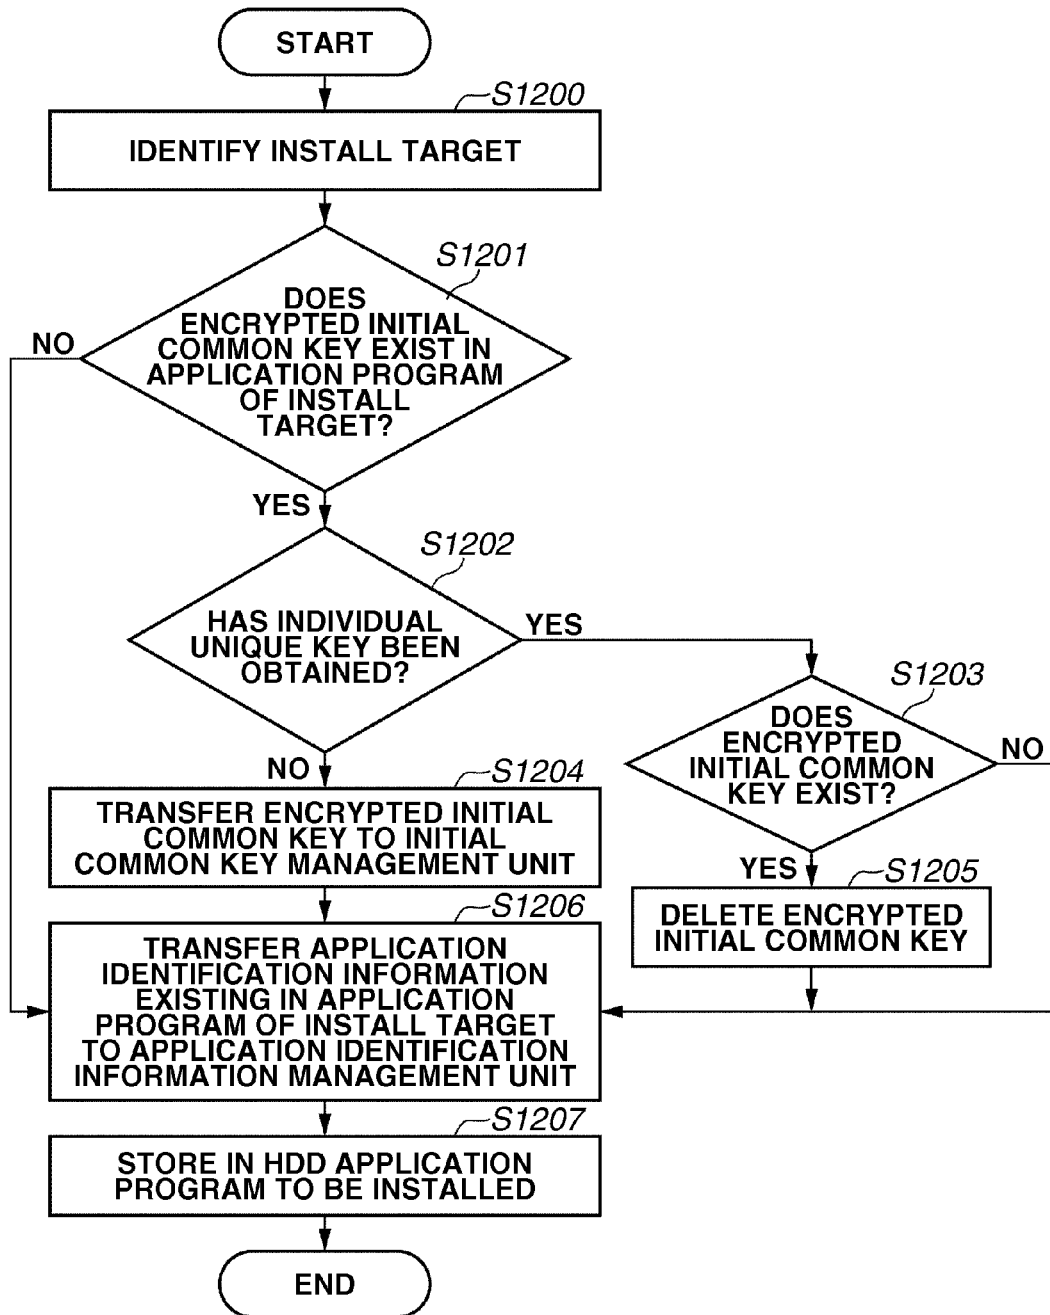 START
S1200
IDENTIFY INSTALL TARGET
S1201
DOES
ENCRYPTED INITIAL
COMMON KEY EXIST IN
APPLICATION PROGRAM
OF INSTALL
TARGET?
NO
YES
S1202
HAS INDIVIDUAL
UNIQUE KEY BEEN
OBTAINED?
YES
NO
S1203
DOES
ENCRYPTED
INITIAL COMMON
KEY EXIST?
NO
YES
S1204
TRANSFER ENCRYPTED INITIAL
COMMON KEY TO INITIAL
COMMON KEY MANAGEMENT UNIT
S1205
DELETE ENCRYPTED
INITIAL COMMON KEY
S1206
TRANSFER APPLICATION
IDENTIFICATION INFORMATION
EXISTING IN APPLICATION
PROGRAM OF INSTALL TARGET
TO APPLICATION IDENTIFICATION
INFORMATION MANAGEMENT UNIT
S1207
STORE IN HDD APPLICATION
PROGRAM TO BE INSTALLED
END